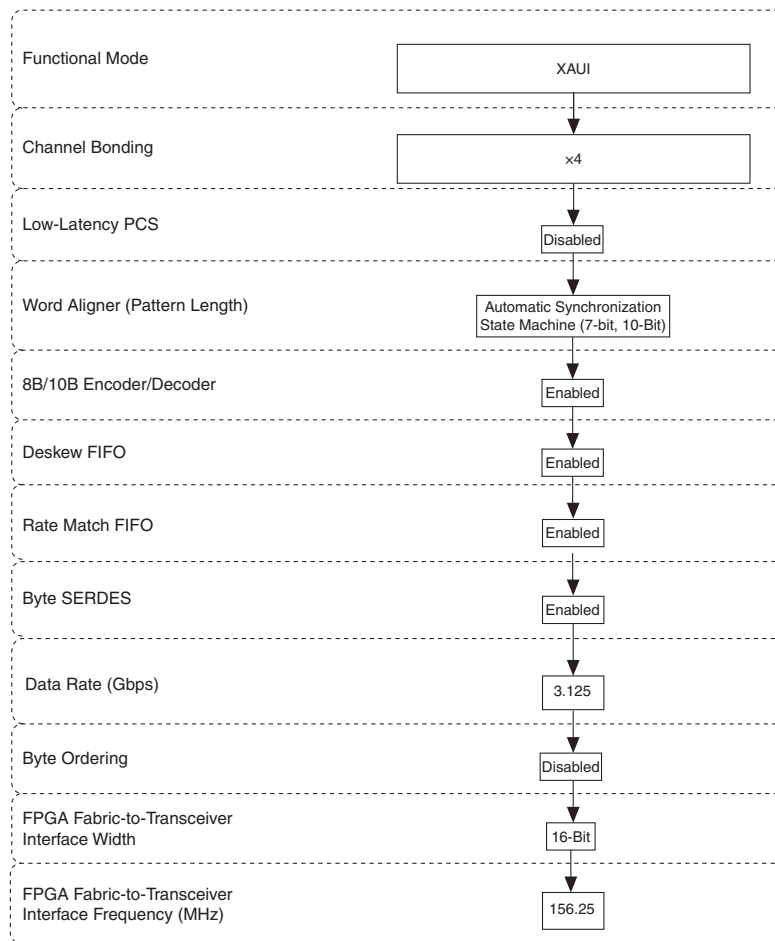 Functional Mode
XAUI
Channel Bonding
×4
Low-Latency PCS
Disabled
Word Aligner (Pattern Length)
Automatic Synchronization
State Machine (7-bit, 10-Bit)
8B/10B Encoder/Decoder
Enabled
Deskew FIFO
Enabled
Rate Match FIFO
Enabled
Byte SERDES
Enabled
Data Rate (Gbps)
3.125
Byte Ordering
Disabled
FPGA Fabric-to-Transceiver
Interface Width
16-Bit
FPGA Fabric-to-Transceiver
Interface Frequency (MHz)
156.25